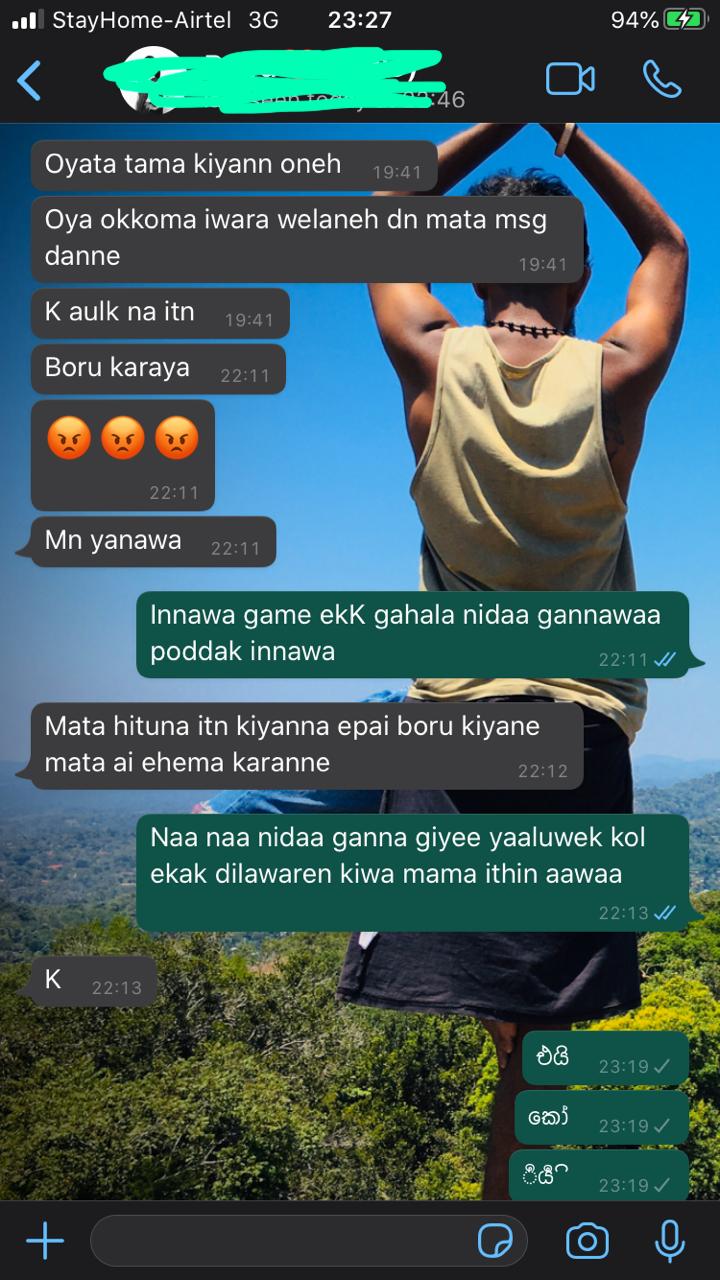 StayHome-Airtel 3G 23:27 94%
:46
Oyata tama kiyann oneh 19:41
Oya okkoma iwara welaneh dn mata msg
danne 19:41
K aulk na itn 19:41
Boru karaya 22:11
😡 😡 😡
22:11
Mn yanawa 22:11
Innawa game ekK gahala nidaa gannawaa
poddak innawa 22:11
Mata hituna itn kiyanna epai boru kiyane
mata ai ehema karanne 22:12
Naa naa nidaa ganna giyee yaaluwek kol
ekak dilawaren kiwa mama ithin aawaa
22:13
K 22:13
එයි 23:19
කෝ 23:19
23:19